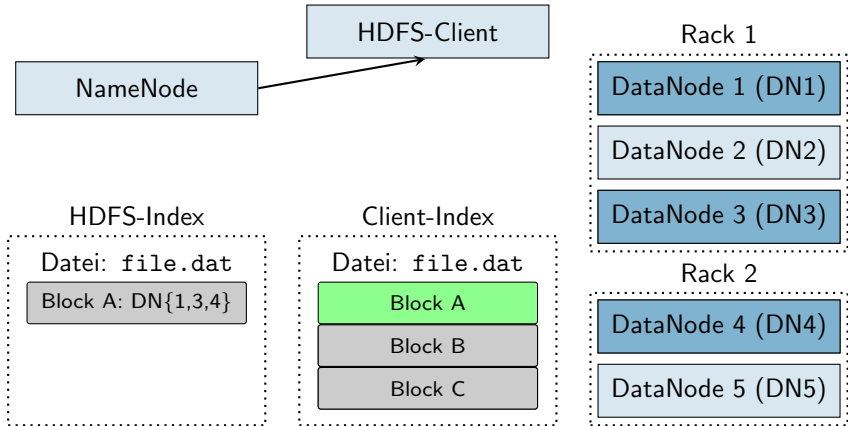 HDFS-Client
NameNode
Rack 1
DataNode 1 (DN1)
DataNode 2 (DN2)
DataNode 3 (DN3)
HDFS-Index
Datei: file.dat
Block A: DN{1,3,4}
Client-Index
Datei: file.dat
Block A
Block B
Block C
Rack 2
DataNode 4 (DN4)
DataNode 5 (DN5)